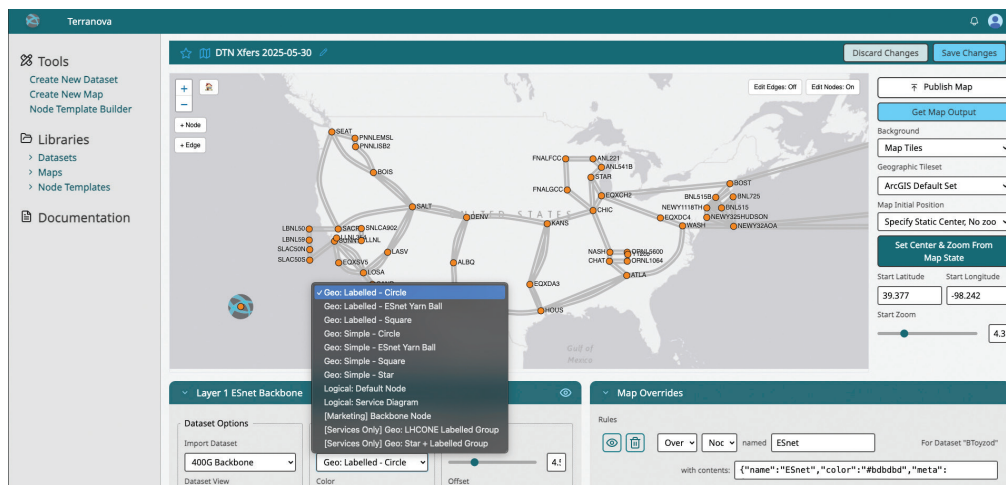 Terranova
Tools
Create New Dataset
Create New Map
Node Template Builder
Libraries
> Datasets
> Maps
> Node Templates
Documentation
DTN Xfers 2025-05-30
Discard Changes
Save Changes
+
−
+ Node
+ Edge
Edit Edges: Off
Edit Nodes: On
SEAT
PNNLEMSL
PNNLISB2
BOIS
FNALFCC
ANL221
ANL541B
STAR
FNALGCC
EQXCH2
CHIC
BOST
BNL515B
BNL725
NEWY1118TH
BNL515
EQXDC4
NEWY325HUDSON
WASH
NEWY32AOA
SALT
DENV
UNITED STATES
KANS
LBNL50
SACR
SNLCA902
LBNL59
SUNN
LLNL
SLAC50N
LASV
SLAC50S
EQXSV5
LOSA
ALBQ
NASH
ORNL5600
CHAT
ORNL1064
ATLA
EQXDA3
HOUS
Gulf of
Mexico
Publish Map
Get Map Output
Background
Map Tiles
Geographic Tileset
ArcGIS Default Set
Map Initial Position
Specify Static Center, No zoo
Set Center & Zoom From
Map State
Start Latitude
Start Longitude
39.377
-98.242
Start Zoom
4.3
✓ Geo: Labelled - Circle
Geo: Labelled - ESnet Yarn Ball
Geo: Labelled - Square
Geo: Simple - Circle
Geo: Simple - ESnet Yarn Ball
Geo: Simple - Square
Geo: Simple - Star
Logical: Default Node
Logical: Service Diagram
[Marketing] Backbone Node
[Services Only] Geo: LHCONE Labelled Group
[Services Only] Geo: Star + Labelled Group
Layer 1 ESnet Backbone
Dataset Options
Import Dataset
400G Backbone
Dataset View
Geo: Labelled - Circle
Color
4.5
Offset
Map Overrides
Rules
Over
Noc
named
ESnet
For Dataset "BToyzod"
with contents:
{"name":"ESnet","color":"#bdbdbd","meta":